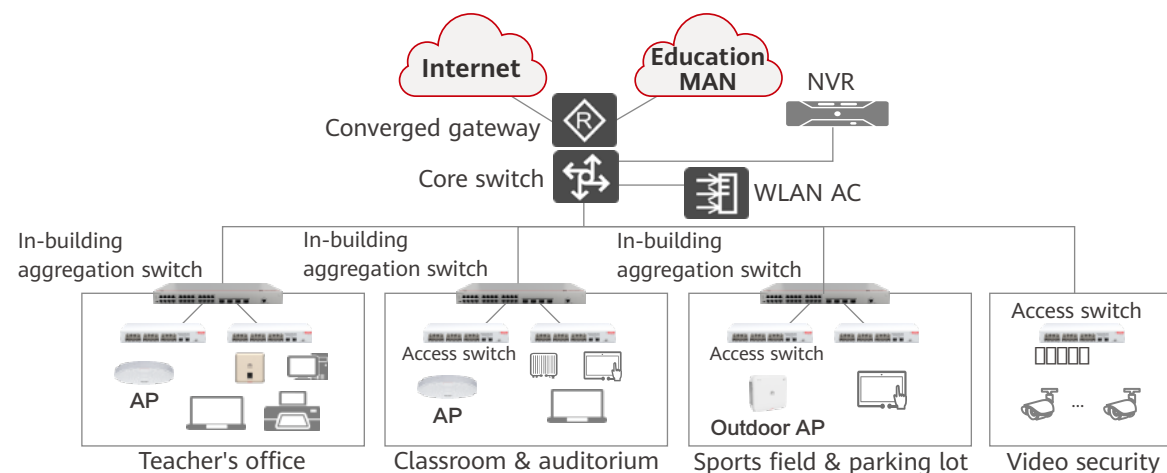 Internet
Education
MAN
NVR
Converged gateway
R
Core switch
WLAN AC
In-building
aggregation switch
In-building
aggregation switch
In-building
aggregation switch
Access switch
Access switch
Access switch
AP
AP
Outdoor AP
...
Teacher's office
Classroom & auditorium
Sports field & parking lot
Video security